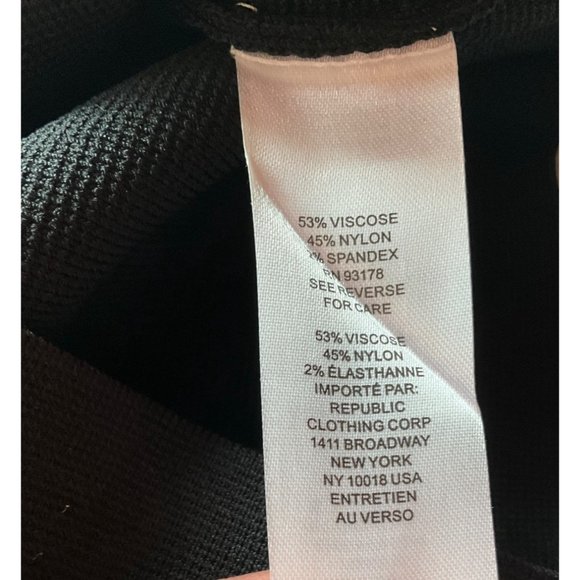 53% VISCOSE
45% NYLON
% SPANDEX
RN 93178
SEE REVERSE
FOR CARE
53% VISCOSE
45% NYLON
2% ÉLASTHANNE
IMPORTÉ PAR:
REPUBLIC
CLOTHING CORP
1411 BROADWAY
NEW YORK
NY 10018 USA
ENTRETIEN
AU VERSO